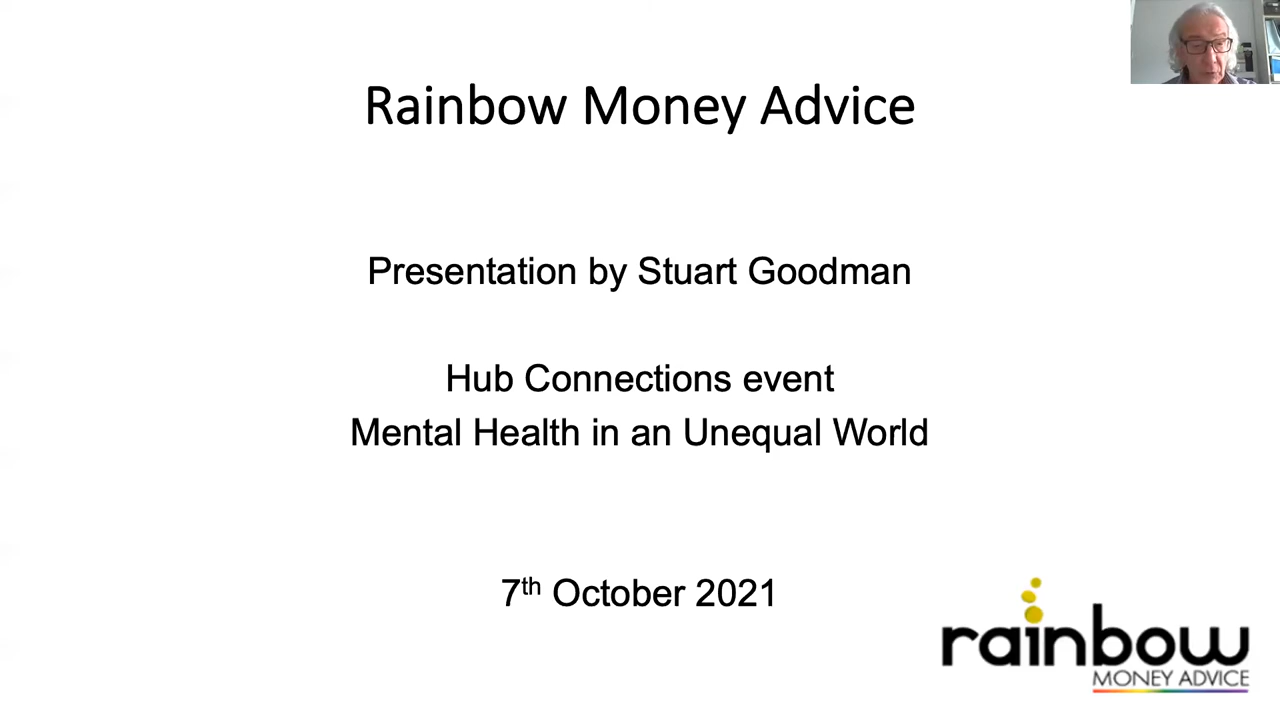 Rainbow Money Advice
Presentation by Stuart Goodman
Hub Connections event
Mental Health in an Unequal World
7th October 2021
rainbow
MONEY ADVICE